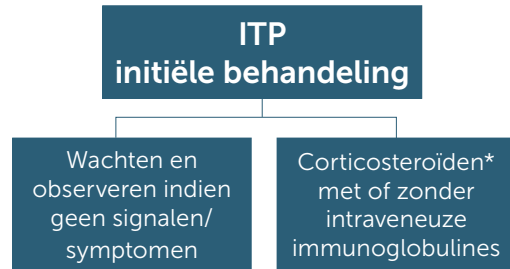 ITP
initiële behandeling
Wachten en
observeren indien
geen signalen/
symptomen
Corticosteroïden*
met of zonder
intraveneuze
immunoglobulines